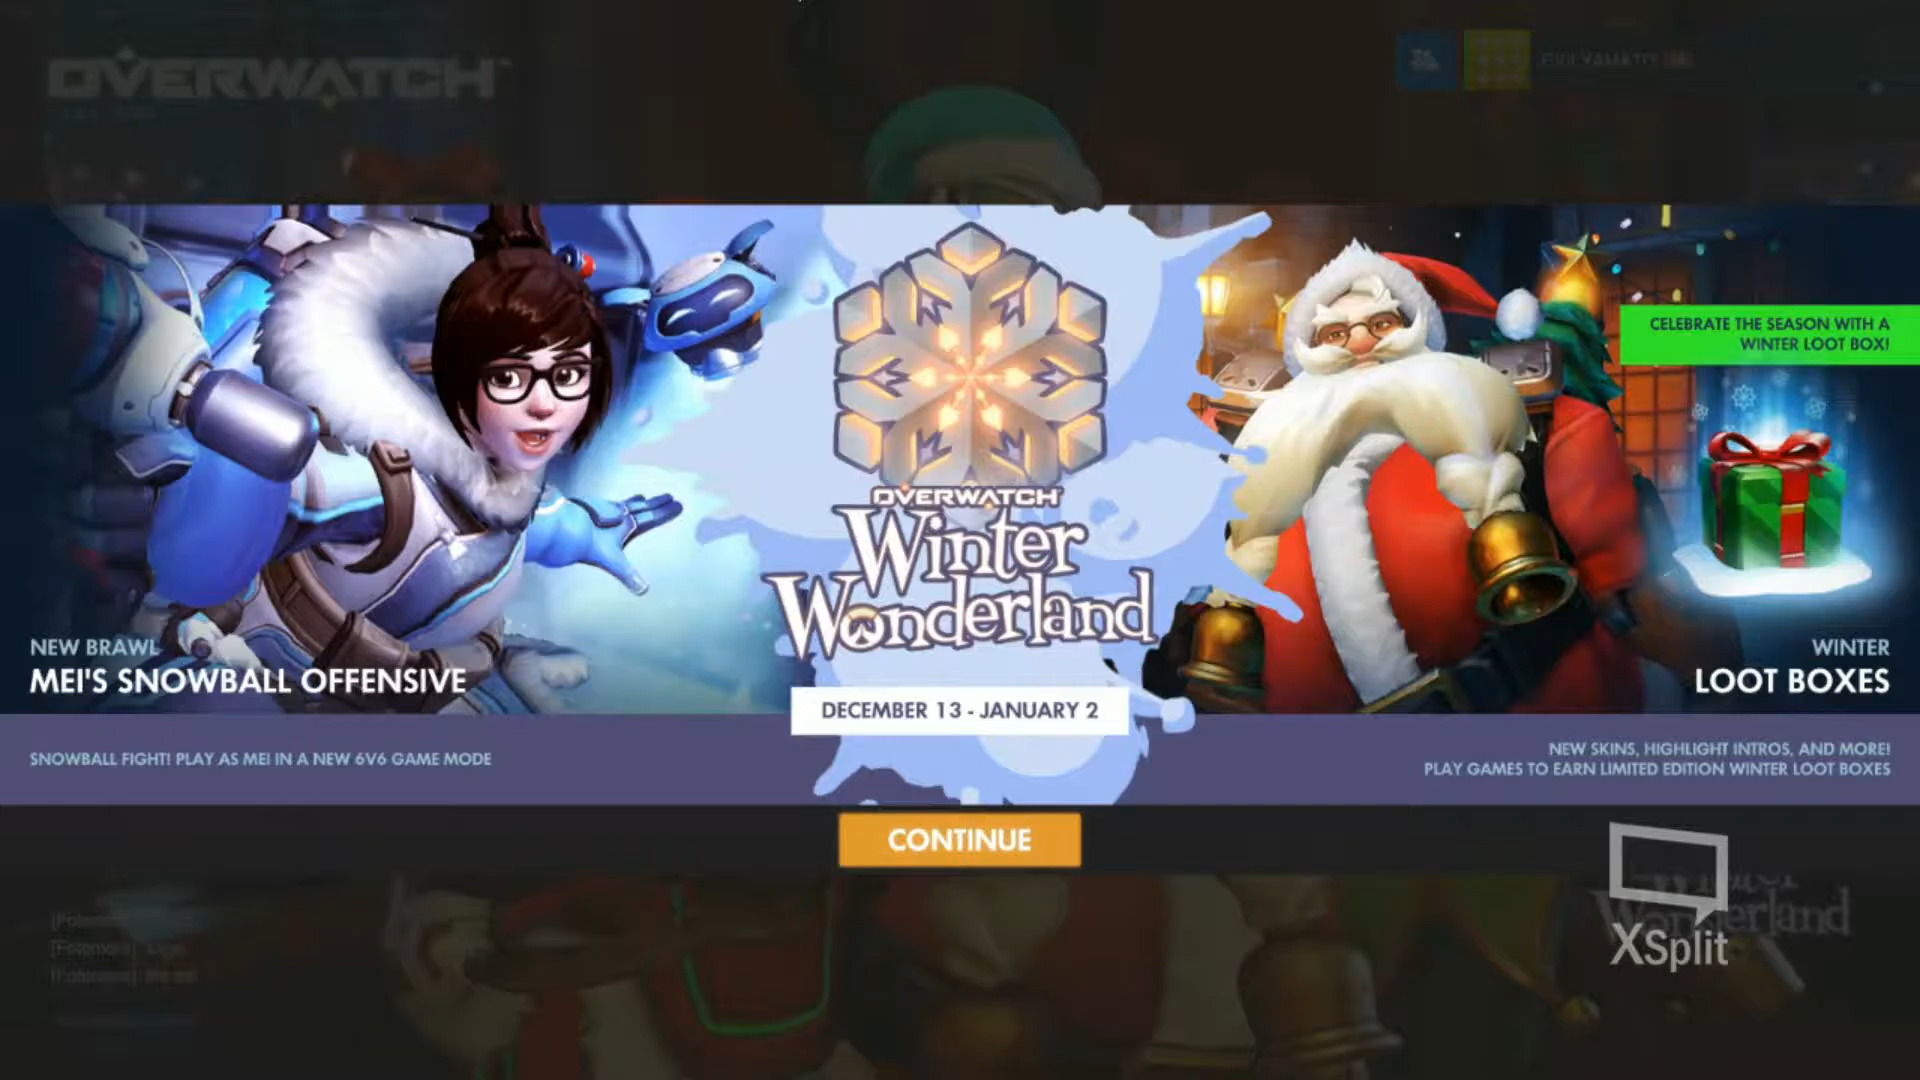 OVERWATCH
CELEBRATE THE SEASON WITH A
WINTER LOOT BOX!
OVERWATCH
Winter
Wonderland
NEW BRAWL
MEI'S SNOWBALL OFFENSIVE
WINTER
LOOT BOXES
DECEMBER 13 - JANUARY 2
SNOWBALL FIGHT! PLAY AS MEI IN A NEW 6V6 GAME MODE
NEW SKINS, HIGHLIGHT INTROS, AND MORE!
PLAY GAMES TO EARN LIMITED EDITION WINTER LOOT BOXES
CONTINUE
Winter
Wonderland
XSplit